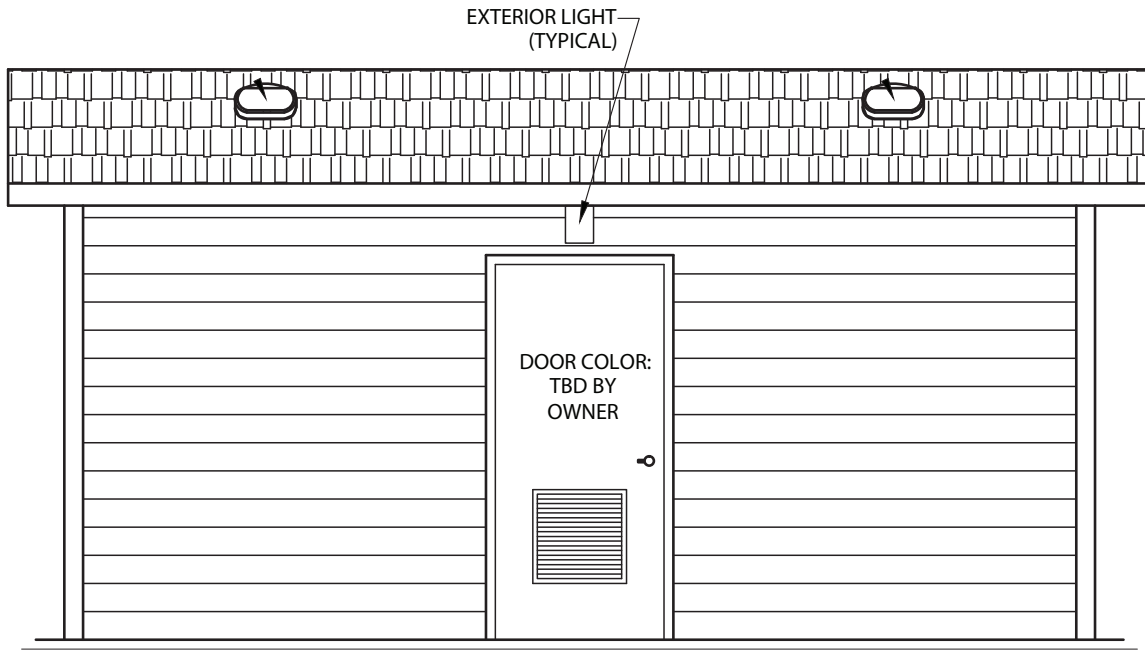 EXTERIOR LIGHT
(TYPICAL)
DOOR COLOR:
TBD BY
OWNER